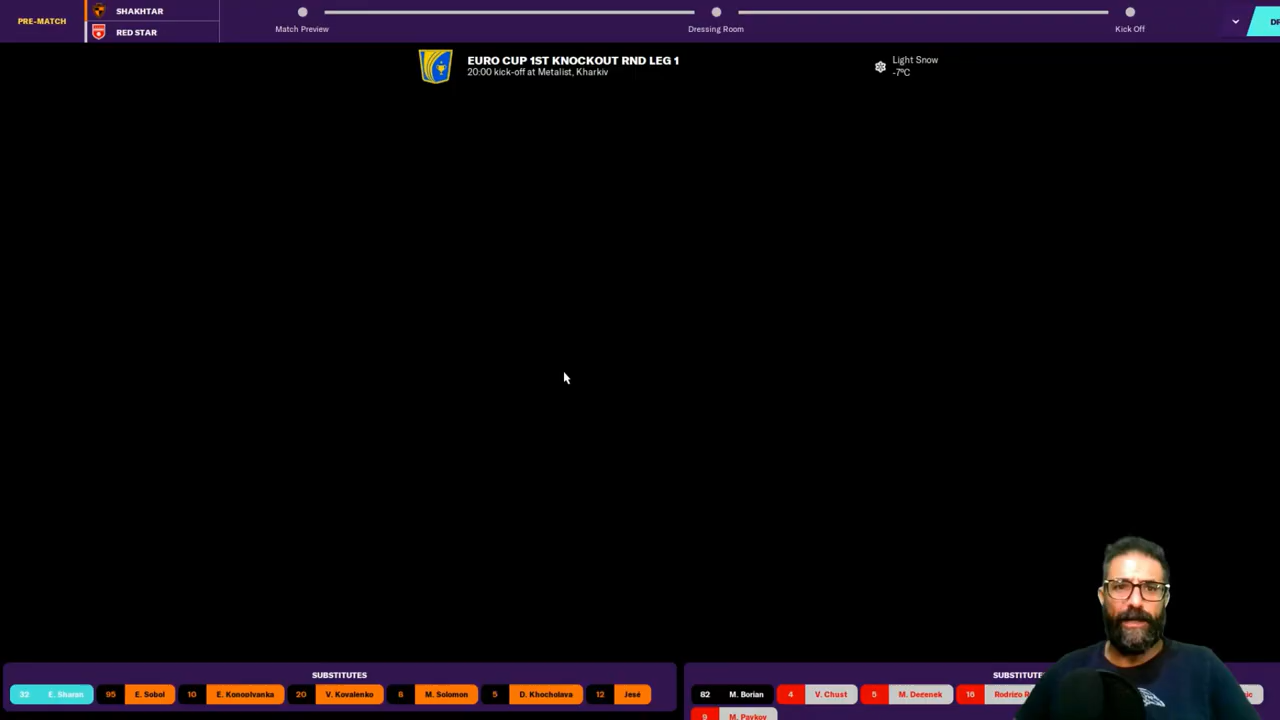 PRE-MATCH
SHAKHTAR
RED STAR
Match Preview
Dressing Room
Kick Off
EURO CUP 1ST KNOCKOUT RND LEG 1
20:00 kick-off at Metalist, Kharkiv
Light Snow
-7ºC
SUBSTITUTES
32 E. Sharan 95 E. Sobol 10 E. Konoplyanka 20 V. Kovalenko 8 M. Solomon 5 D. Khocholava 12 Jesé
SUBSTITUTE
82 M. Borjan 4 V. Chust 5 M. Degenek 16 Rodrigo
9 M. Pavkov